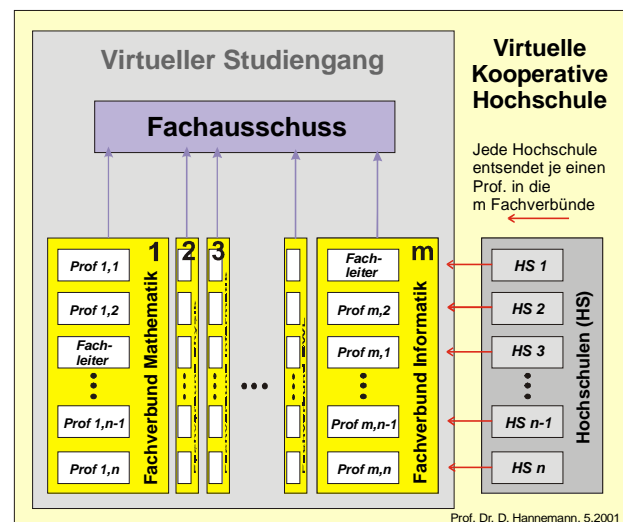 Virtueller Studiengang
Fachausschuss
Virtuelle
Kooperative
Hochschule
Jede Hochschule
entsendet je einen
Prof. in die
m Fachverbünde
1
Prof 1,1
Prof 1,2
Fach-
leiter
Prof 1,n-1
Prof 1,n
Fachverbund Mathematik
2
3
m
Fach-
leiter
Prof m,2
Prof m,1
Prof m,n-1
Prof m,n
Fachverbund Informatik
HS 1
HS 2
HS 3
HS n-1
HS n
Hochschulen (HS)
Prof. Dr. D. Hannemann, 5.2001